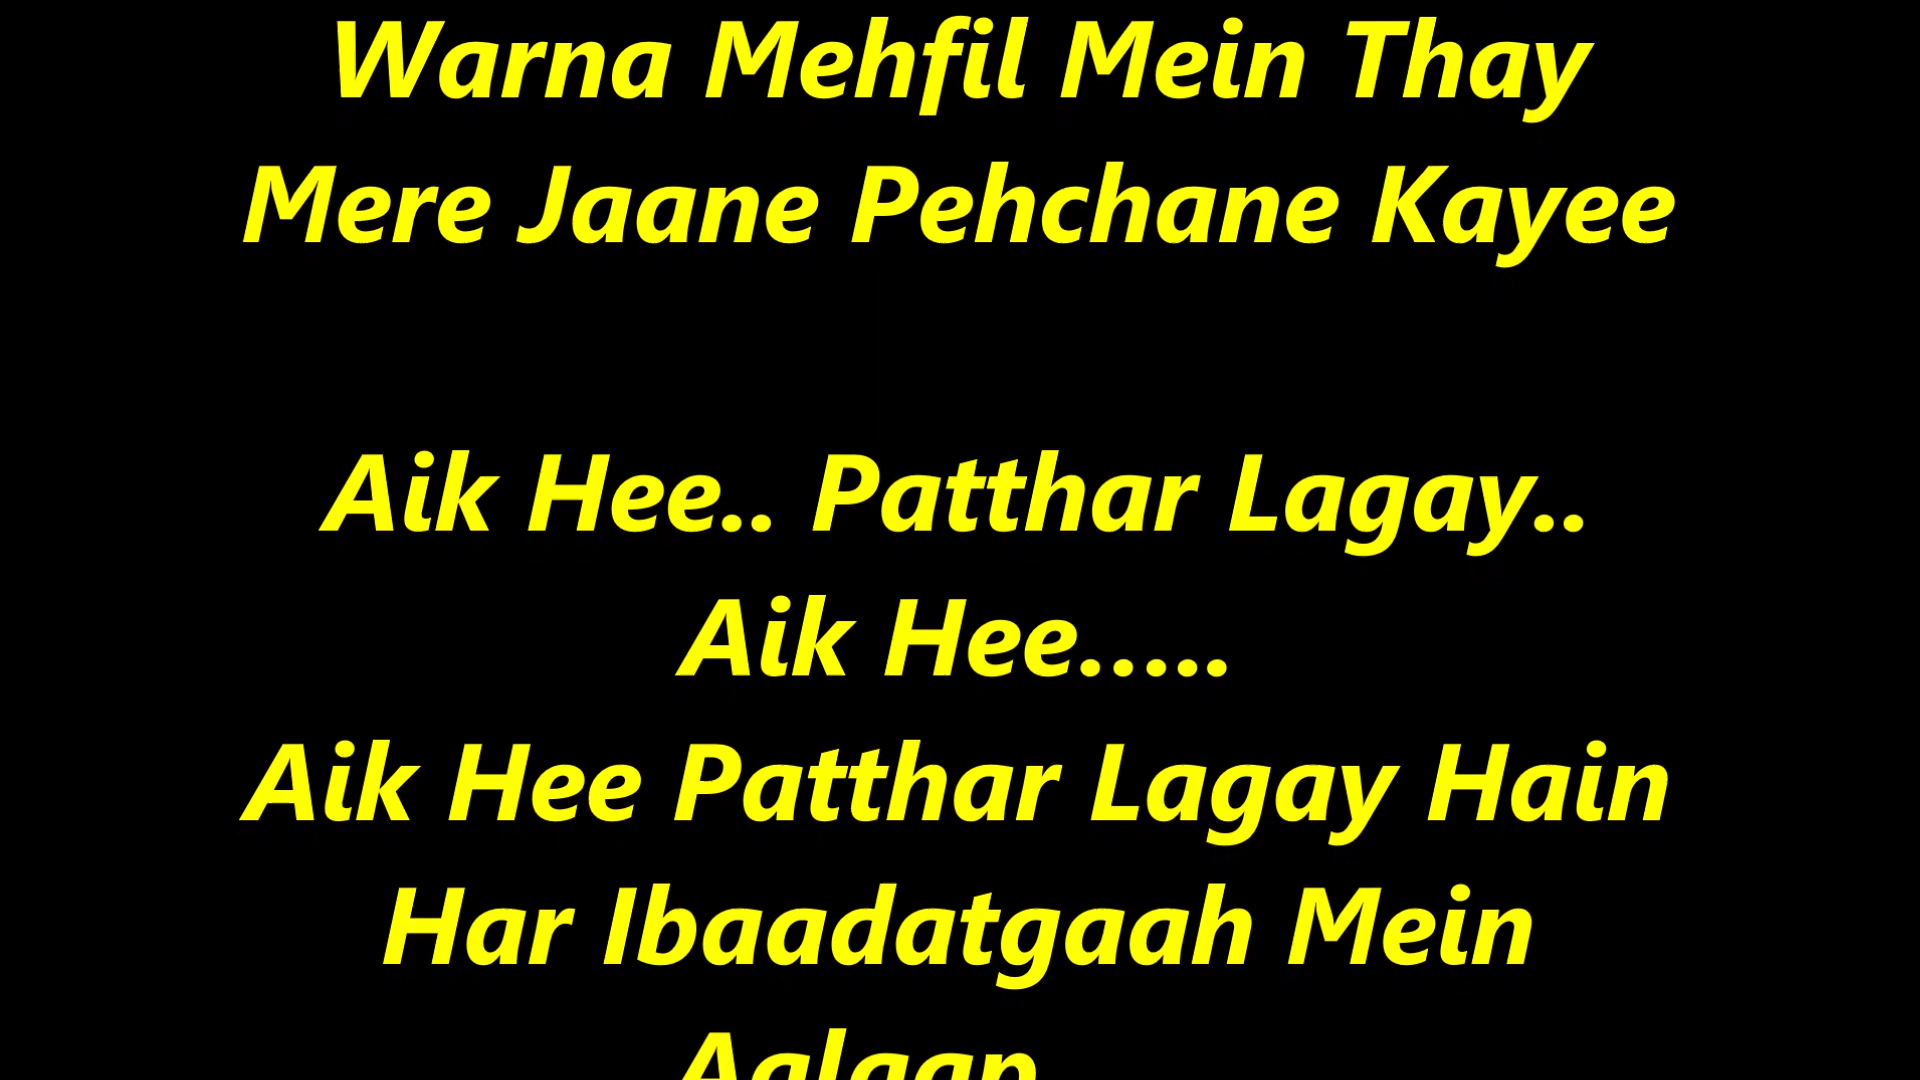 Warna Mehfil Mein Thay
Mere Jaane Pehchane Kayee
Aik Hee.. Patthar Lagay..
Aik Hee.....
Aik Hee Patthar Lagay Hain
Har Ibaadatgaah Mein
Aalaap